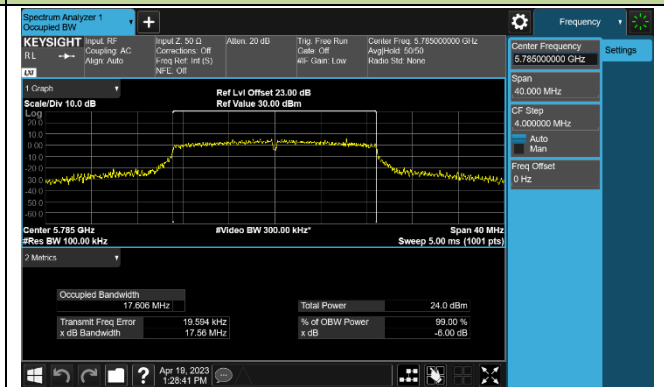 Spectrum Analyzer 1
Occupied BW
+
Frequency
KEYSIGHT
RL
LXI
Input: RF
Coupling: AC
Align: Auto
Input Z: 50 Ω
Corrections: Off
Freq Ref: Int (S)
NFE: Off
Atten: 20 dB
Trig: Free Run
Gate: Off
#IF Gain: Low
Center Freq: 5.785000000 GHz
Avg|Hold: 50/50
Radio Std: None
Center Frequency
5.785000000 GHz
Settings
Span
40.000 MHz
CF Step
4.000000 MHz
Auto
Man
Freq Offset
0 Hz
1 Graph
Scale/Div 10.0 dB
Ref Lvl Offset 23.00 dB
Ref Value 30.00 dBm
Log
20.0
10.0
0.00
-10.0
-20.0
-30.0
-40.0
-50.0
-60.0
Center 5.785 GHz
#Video BW 300.00 kHz*
Span 40 MHz
#Res BW 100.00 kHz
Sweep 5.00 ms (1001 pts)
2 Metrics
Occupied Bandwidth
17.606 MHz
Total Power 24.0 dBm
Transmit Freq Error 19.594 kHz
% of OBW Power 99.00 %
x dB Bandwidth 17.56 MHz
x dB -6.00 dB
?
Apr 19, 2023
1:28:41 PM